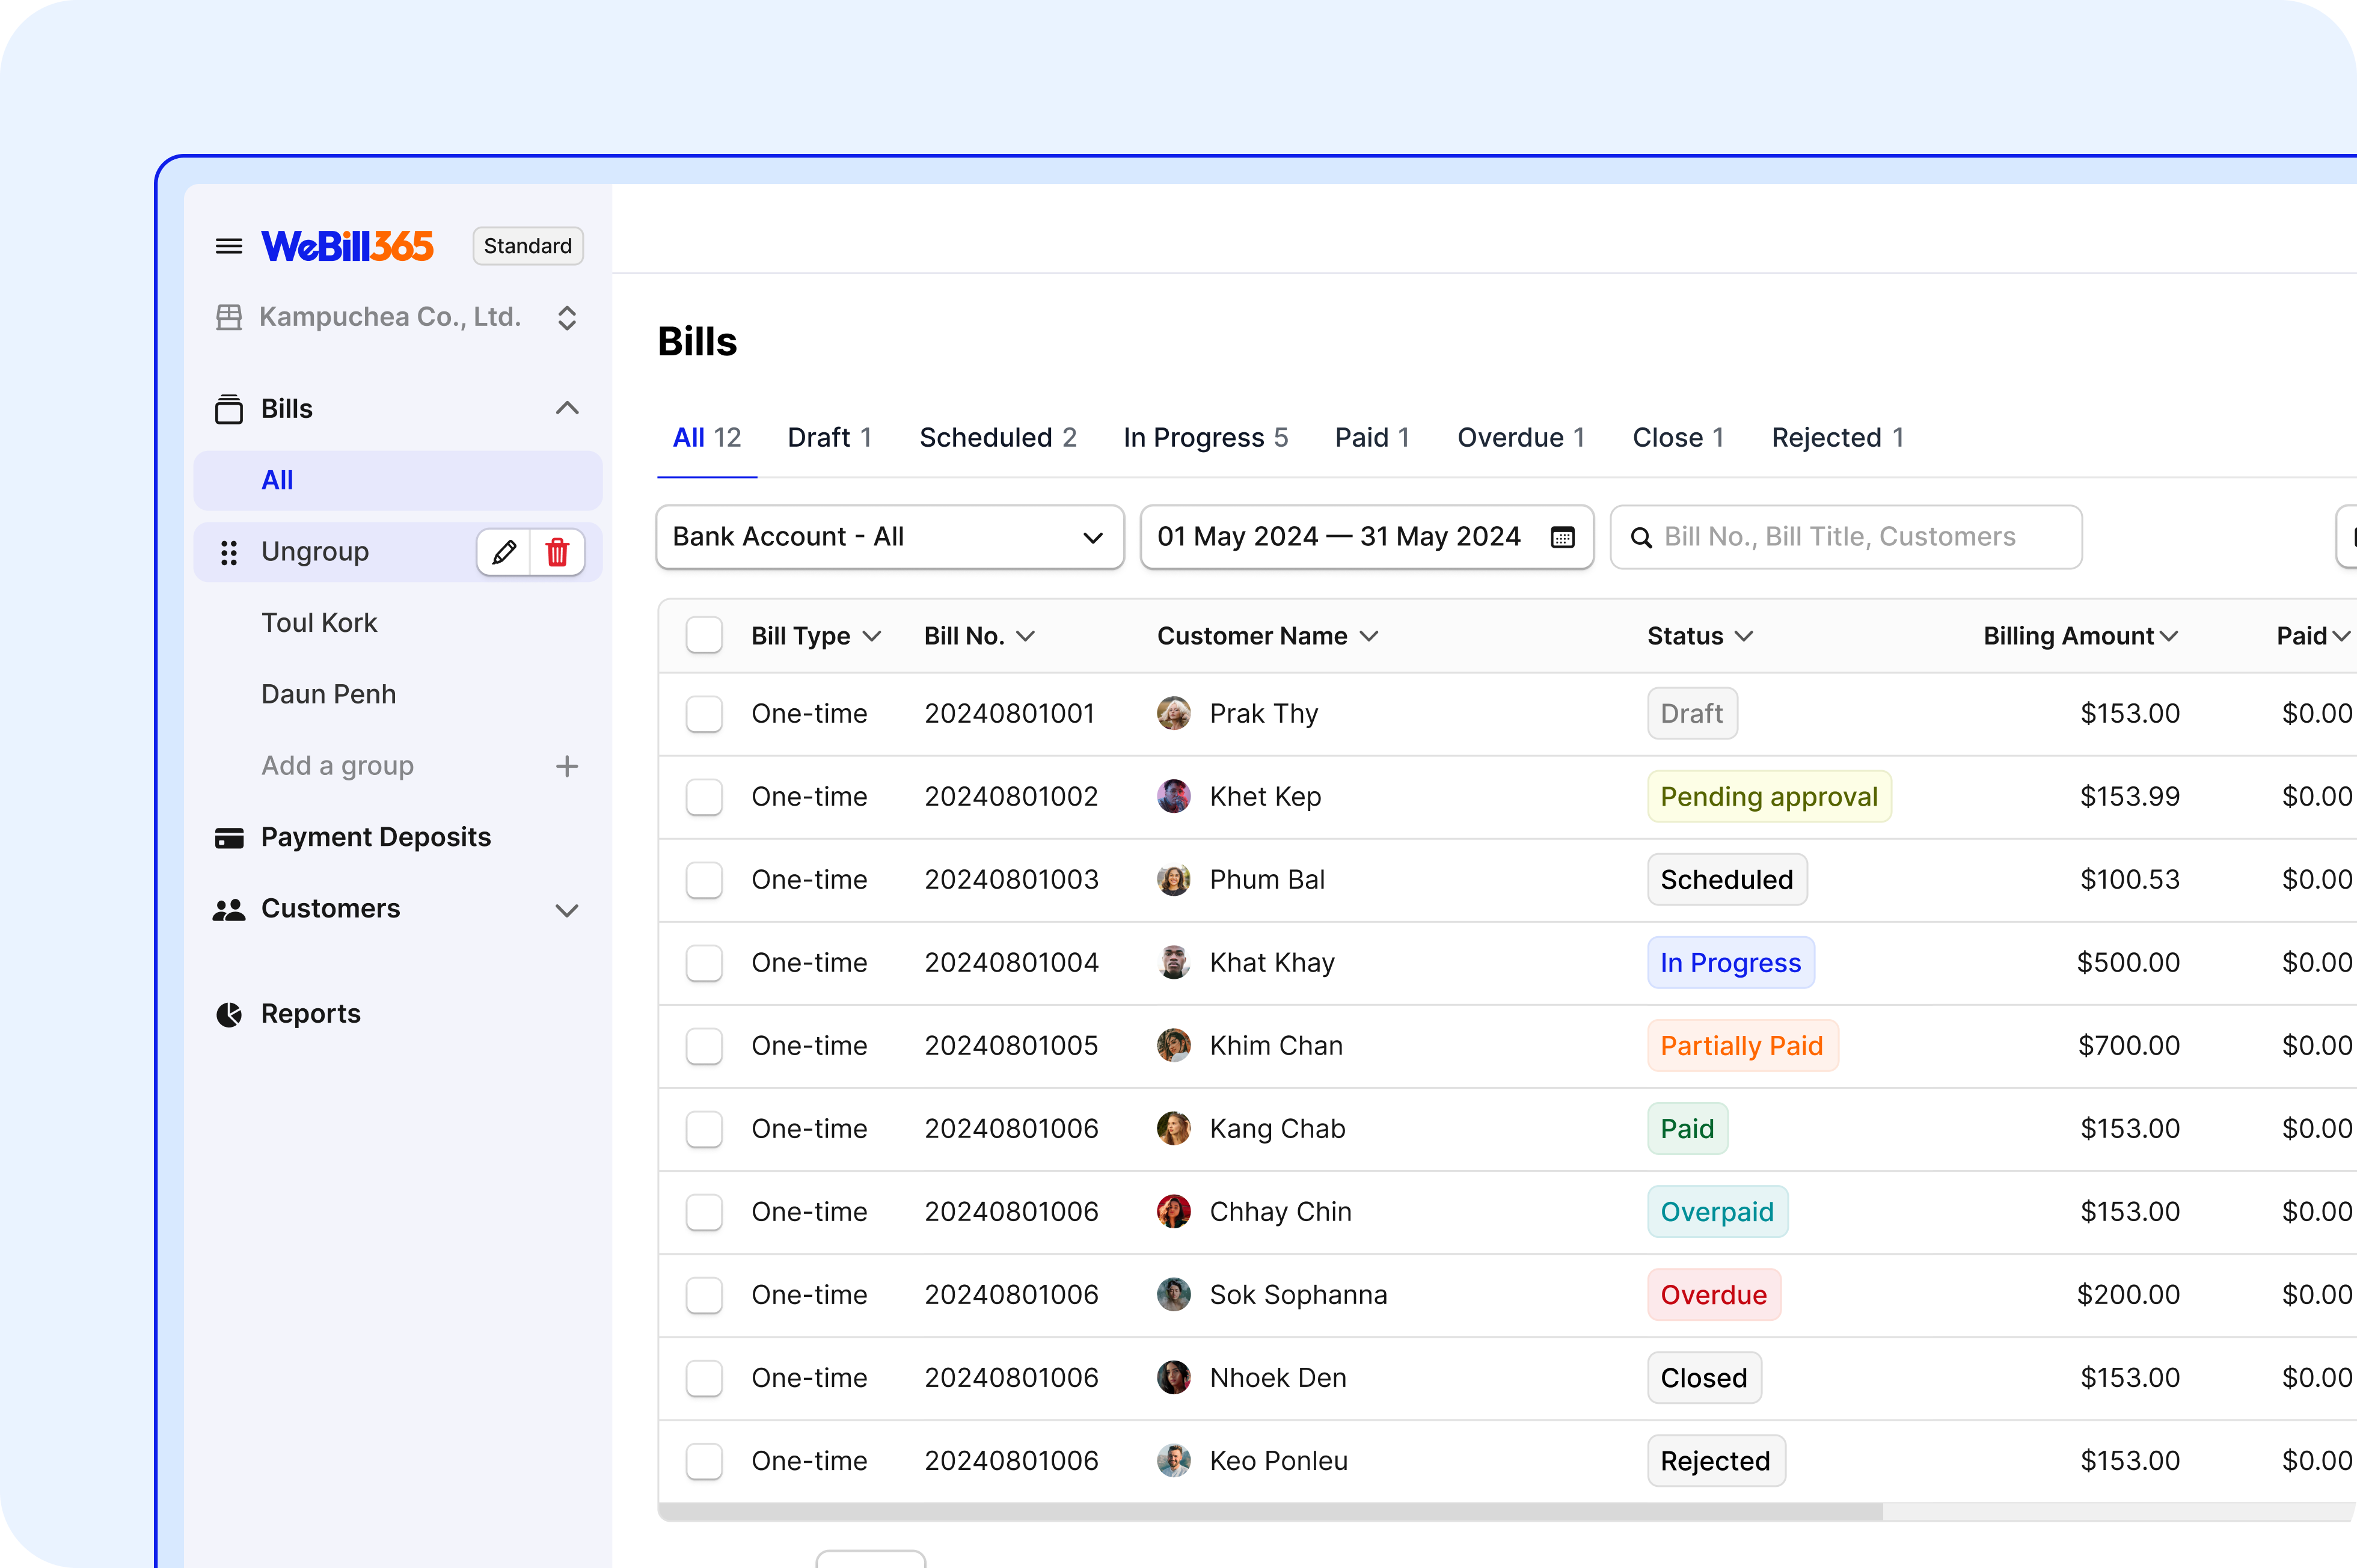 WeBill365 Standard
Kampuchea Co., Ltd.
Bills
All
Ungroup
Toul Kork
Daun Penh
Add a group
Payment Deposits
Customers
Reports
Bills
All 12 Draft 1 Scheduled 2 In Progress 5 Paid 1 Overdue 1 Close 1 Rejected 1
Bank Account - All 01 May 2024 — 31 May 2024 Bill No., Bill Title, Customers
Bill Type Bill No. Customer Name Status Billing Amount Paid
One-time 20240801001 Prak Thy Draft $153.00 $0.00
One-time 20240801002 Khet Kep Pending approval $153.99 $0.00
One-time 20240801003 Phum Bal Scheduled $100.53 $0.00
One-time 20240801004 Khat Khay In Progress $500.00 $0.00
One-time 20240801005 Khim Chan Partially Paid $700.00 $0.00
One-time 20240801006 Kang Chab Paid $153.00 $0.00
One-time 20240801006 Chhay Chin Overpaid $153.00 $0.00
One-time 20240801006 Sok Sophanna Overdue $200.00 $0.00
One-time 20240801006 Nhoek Den Closed $153.00 $0.00
One-time 20240801006 Keo Ponleu Rejected $153.00 $0.00